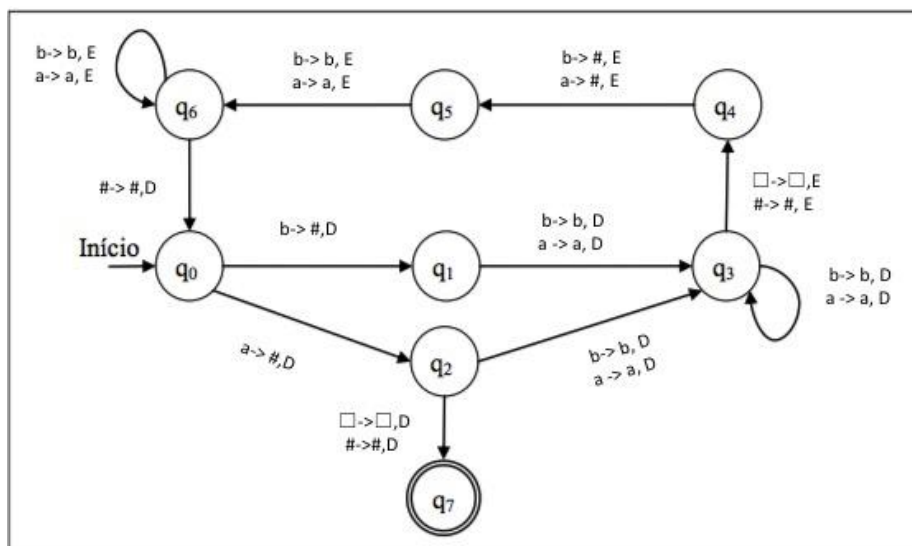 b-> b, E
a-> a, E
b-> b, E
a-> a, E
b-> #, E
a-> #, E
q6
q5
q4
#-> #,D
□->□,E
#-> #, E
b-> #,D
b-> b, D
a -> a, D
Início
q0
q1
q3
b-> b, D
a -> a, D
a-> #,D
q2
b-> b, D
a -> a, D
□->□,D
#->#,D
q7